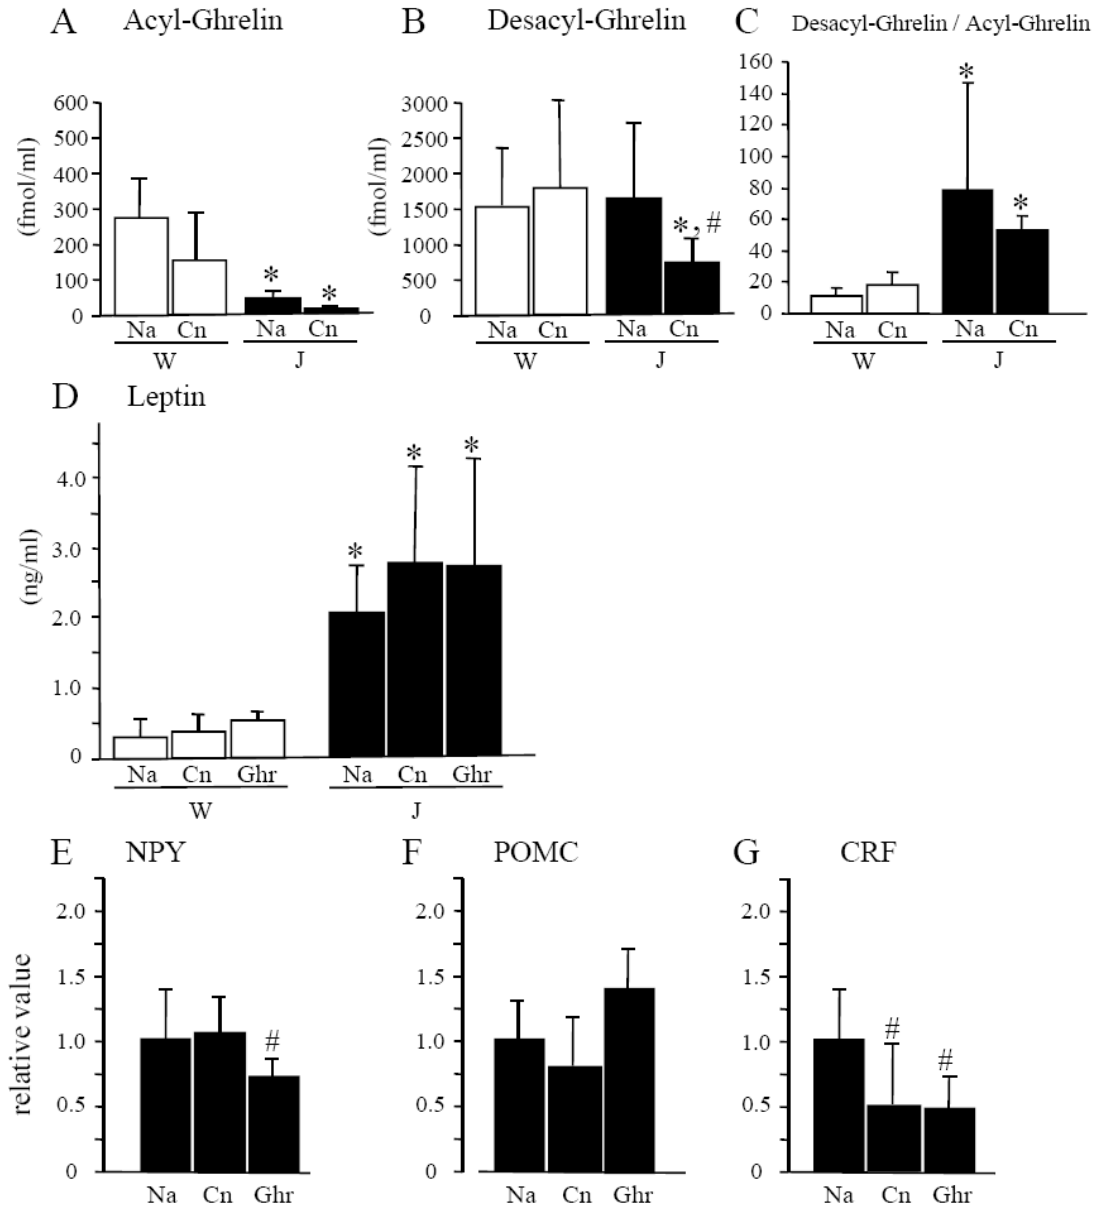 A Acyl-Ghrelin
B Desacyl-Ghrelin
C Desacyl-Ghrelin / Acyl-Ghrelin
(fmol/ml)
600
500
400
300
200
100
0
*
*
Na Cn Na Cn
W J
(fmol/ml)
3000
2500
2000
1500
1000
500
0
*, #
Na Cn Na Cn
W J
160
140
120
100
80
60
40
20
0
*
*
Na Cn Na Cn
W J
D Leptin
(ng/ml)
4.0
3.0
2.0
1.0
0
*
*
*
Na Cn Ghr Na Cn Ghr
W J
E NPY
relative value
2.0
1.5
1.0
0.5
0
#
Na Cn Ghr
F POMC
2.0
1.5
1.0
0.5
0
Na Cn Ghr
G CRF
2.0
1.5
1.0
0.5
0
#
#
Na Cn Ghr